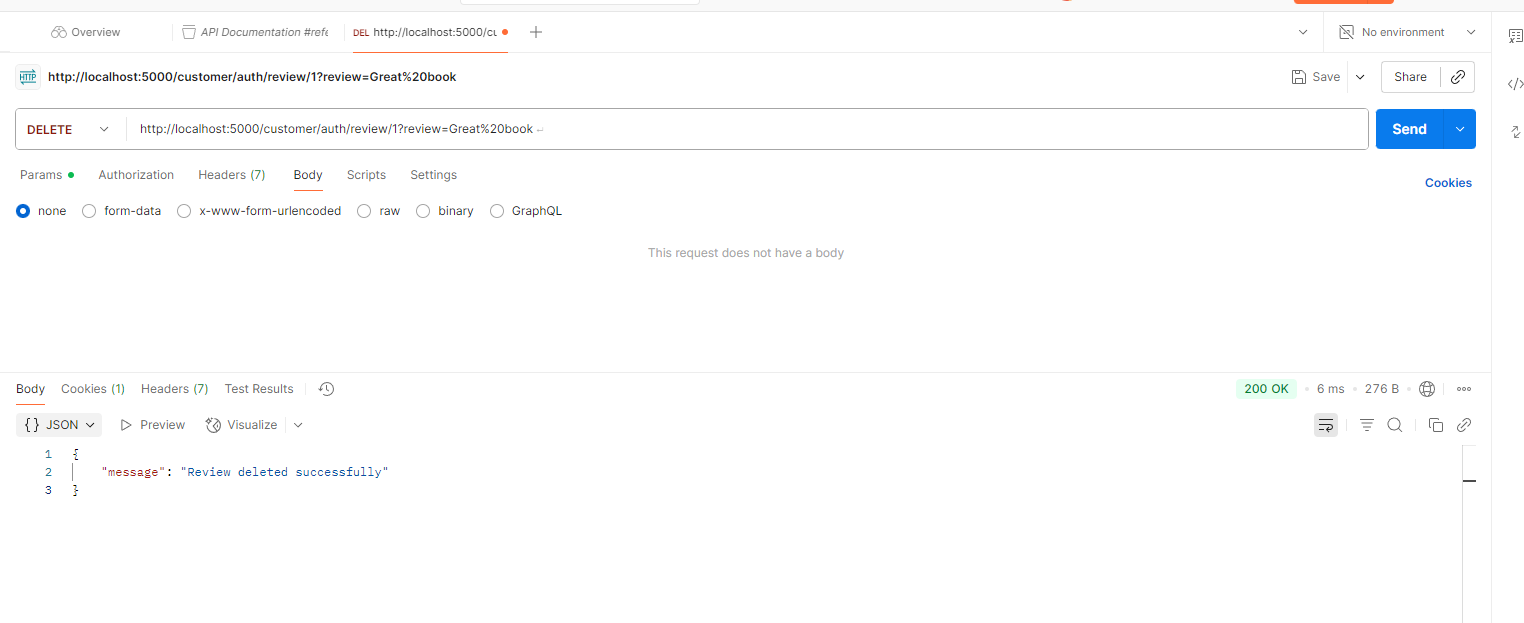 Overview API Documentation #refe DEL http://localhost:5000/cu No environment
HTTP http://localhost:5000/customer/auth/review/1?review=Great%20book Save Share
DELETE http://localhost:5000/customer/auth/review/1?review=Great%20book Send
Params Authorization Headers (7) Body Scripts Settings Cookies
none form-data x-www-form-urlencoded raw binary GraphQL
This request does not have a body
Body Cookies (1) Headers (7) Test Results 200 OK 6 ms 276 B
{} JSON Preview Visualize
1 {
2 "message": "Review deleted successfully"
3 }